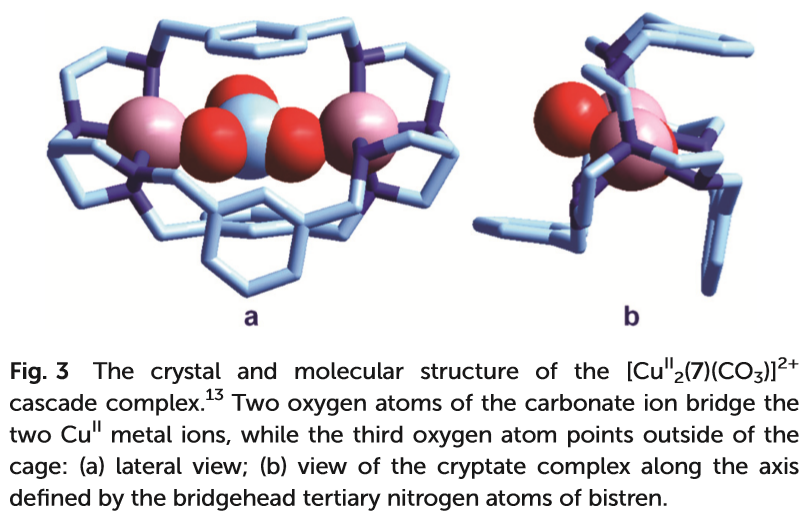 a
b
Fig. 3 The crystal and molecular structure of the [Cuᴵᴵ₂(7)(CO₃)]²⁺
cascade complex.¹³ Two oxygen atoms of the carbonate ion bridge the
two Cuᴵᴵ metal ions, while the third oxygen atom points outside of the
cage: (a) lateral view; (b) view of the cryptate complex along the axis
defined by the bridgehead tertiary nitrogen atoms of bistren.